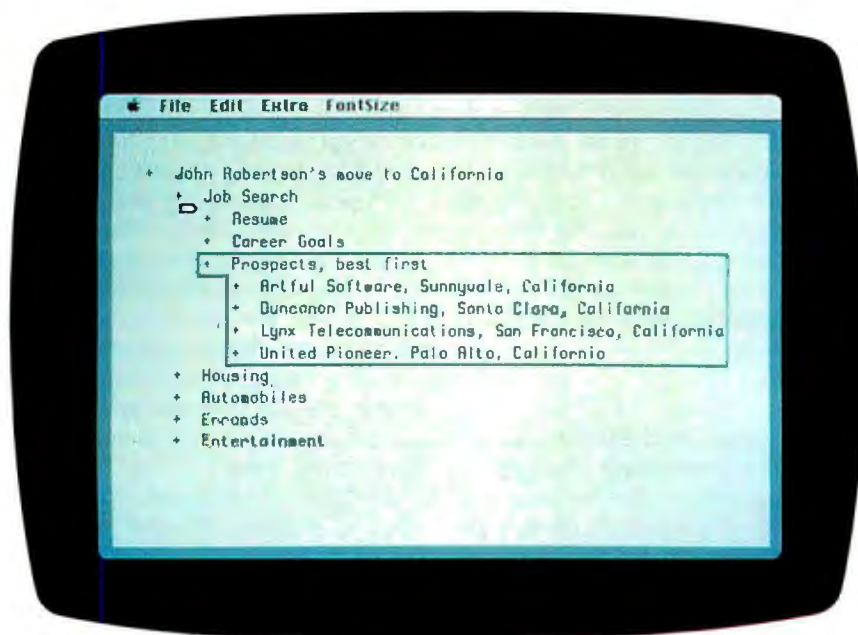 File Edit Extra FontSize
+ John Robertson's move to California
+ Job Search
+ Resume
+ Career Goals
+ Prospects, best first
+ Artful Software, Sunnyvale, California
+ Duncanon Publishing, Santa Clara, California
+ Lynx Telecommunications, San Francisco, California
+ United Pioneer, Palo Alto, California
+ Housing
+ Automobiles
+ Errands
+ Entertainment